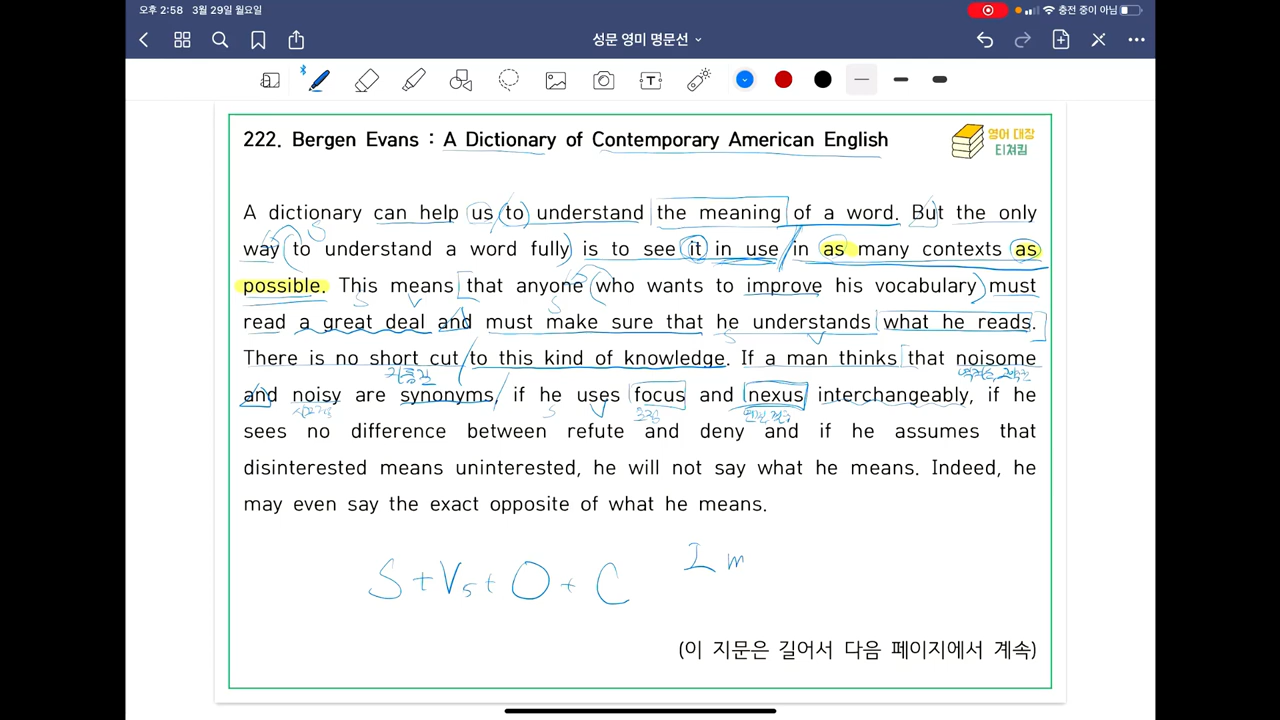 오후 2:58 3월 29일 월요일
충전 중이 아님
성문 영미 명문선
222. Bergen Evans : A Dictionary of Contemporary American English
영어 대장
티쳐킴
A dictionary can help us to understand the meaning of a word. But the only
way to understand a word fully is to see it in use in as many contexts as
possible. This means that anyone who wants to improve his vocabulary must
read a great deal and must make sure that he understands what he reads.
There is no short cut to this kind of knowledge. If a man thinks that noisome
지름길
and noisy are synonyms, if he uses focus and nexus interchangeably, if he
초점
sees no difference between refute and deny and if he assumes that
disinterested means uninterested, he will not say what he means. Indeed, he
may even say the exact opposite of what he means.
I m
S + V5 + O + C
(이 지문은 길어서 다음 페이지에서 계속)